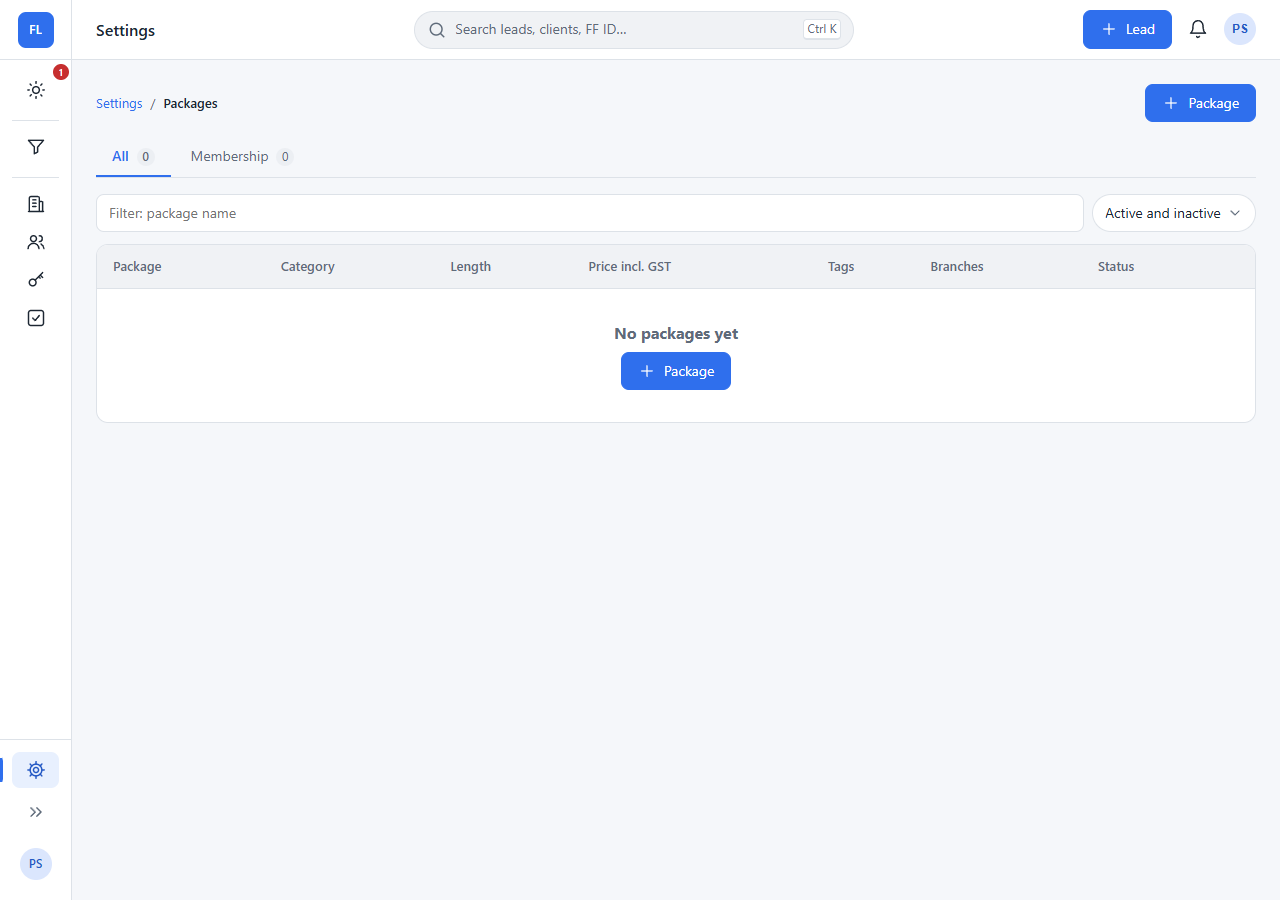 FL
Settings
Search leads, clients, FF ID...
Ctrl K
Lead
PS
1
Settings / Packages
Package
All 0
Membership 0
Filter: package name
Active and inactive
Package Category Length Price incl. GST Tags Branches Status
No packages yet
Package
PS